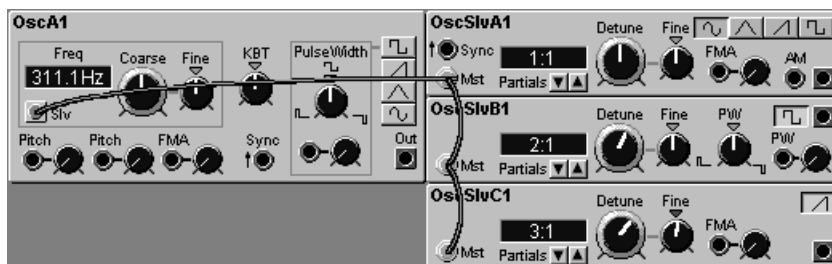 OscA1
Freq
Coarse
Fine
KBT
PulseWidth
311.1Hz
Slv
Pitch
Pitch
FMA
Sync
Out
OscSlvA1
Sync
1:1
Detune
Fine
FMA
AM
Mst
Partials
OscSlvB1
2:1
Detune
Fine
PW
PW
Mst
Partials
OscSlvC1
3:1
Detune
Fine
FMA
Mst
Partials